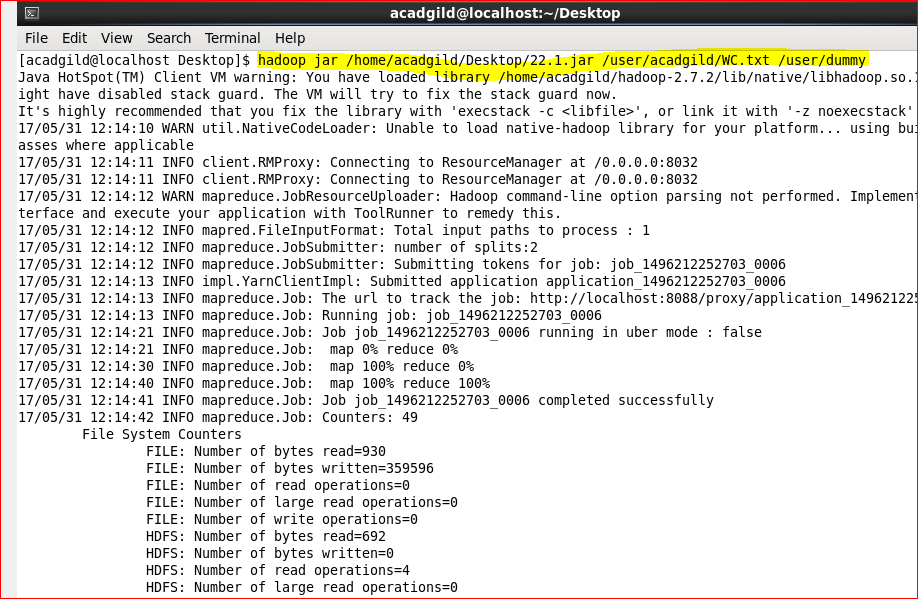 acadgild@localhost:~/Desktop
File Edit View Search Terminal Help
[acadgild@localhost Desktop]$ hadoop jar /home/acadgild/Desktop/22.1.jar /user/acadgild/WC.txt /user/dummy
Java HotSpot(TM) Client VM warning: You have loaded library /home/acadgild/hadoop-2.7.2/lib/native/libhadoop.so.1
ight have disabled stack guard. The VM will try to fix the stack guard now.
It's highly recommended that you fix the library with 'execstack -c <libfile>', or link it with '-z noexecstack'
17/05/31 12:14:10 WARN util.NativeCodeLoader: Unable to load native-hadoop library for your platform... using bui
asses where applicable
17/05/31 12:14:11 INFO client.RMProxy: Connecting to ResourceManager at /0.0.0.0:8032
17/05/31 12:14:11 INFO client.RMProxy: Connecting to ResourceManager at /0.0.0.0:8032
17/05/31 12:14:12 WARN mapreduce.JobResourceUploader: Hadoop command-line option parsing not performed. Implement
terface and execute your application with ToolRunner to remedy this.
17/05/31 12:14:12 INFO mapred.FileInputFormat: Total input paths to process : 1
17/05/31 12:14:12 INFO mapreduce.JobSubmitter: number of splits:2
17/05/31 12:14:12 INFO mapreduce.JobSubmitter: Submitting tokens for job: job_1496212252703_0006
17/05/31 12:14:13 INFO impl.YarnClientImpl: Submitted application application_1496212252703_0006
17/05/31 12:14:13 INFO mapreduce.Job: The url to track the job: http://localhost:8088/proxy/application_149621225
17/05/31 12:14:13 INFO mapreduce.Job: Running job: job_1496212252703_0006
17/05/31 12:14:21 INFO mapreduce.Job: Job job_1496212252703_0006 running in uber mode : false
17/05/31 12:14:21 INFO mapreduce.Job:  map 0% reduce 0%
17/05/31 12:14:30 INFO mapreduce.Job:  map 100% reduce 0%
17/05/31 12:14:40 INFO mapreduce.Job:  map 100% reduce 100%
17/05/31 12:14:41 INFO mapreduce.Job: Job job_1496212252703_0006 completed successfully
17/05/31 12:14:42 INFO mapreduce.Job: Counters: 49
File System Counters
FILE: Number of bytes read=930
FILE: Number of bytes written=359596
FILE: Number of read operations=0
FILE: Number of large read operations=0
FILE: Number of write operations=0
HDFS: Number of bytes read=692
HDFS: Number of bytes written=0
HDFS: Number of read operations=4
HDFS: Number of large read operations=0